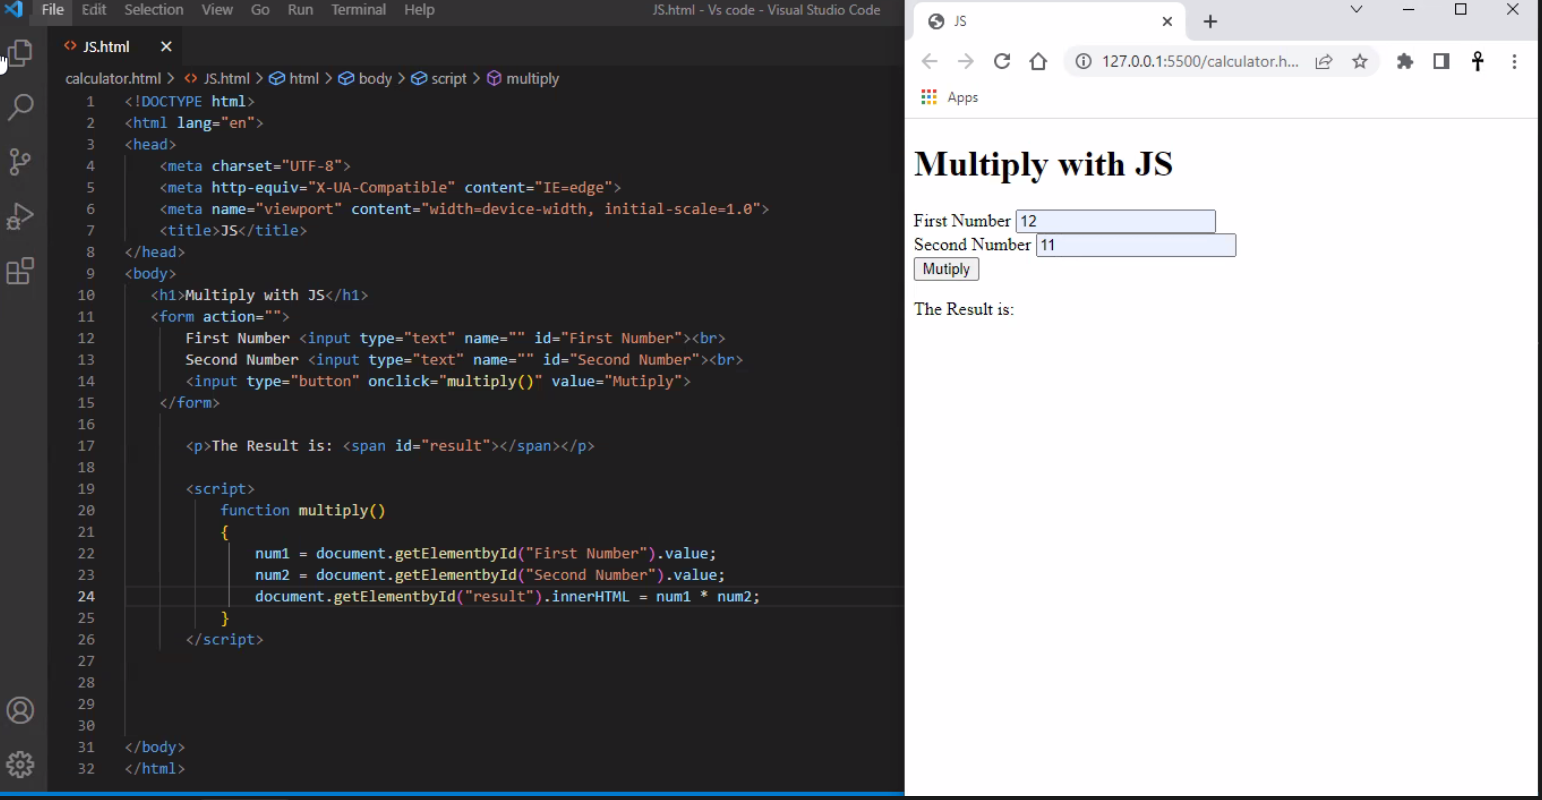 File Edit Selection View Go Run Terminal Help JS.html - Vs code - Visual Studio Code
JS.html
calculator.html > JS.html > html > body > script > multiply
1 <!DOCTYPE html>
2 <html lang="en">
3 <head>
4 <meta charset="UTF-8">
5 <meta http-equiv="X-UA-Compatible" content="IE=edge">
6 <meta name="viewport" content="width=device-width, initial-scale=1.0">
7 <title>JS</title>
8 </head>
9 <body>
10 <h1>Multiply with JS</h1>
11 <form action="">
12 First Number <input type="text" name="" id="First Number"><br>
13 Second Number <input type="text" name="" id="Second Number"><br>
14 <input type="button" onclick="multiply()" value="Mutiply">
15 </form>
16
17 <p>The Result is: <span id="result"></span></p>
18
19 <script>
20 function multiply()
21 {
22 num1 = document.getElementbyId("First Number").value;
23 num2 = document.getElementbyId("Second Number").value;
24 document.getElementbyId("result").innerHTML = num1 * num2;
25 }
26 </script>
27
28
29
30
31 </body>
32 </html>
JS
127.0.0.1:5500/calculator.h...
Apps
Multiply with JS
First Number 12
Second Number 11
Mutiply
The Result is: